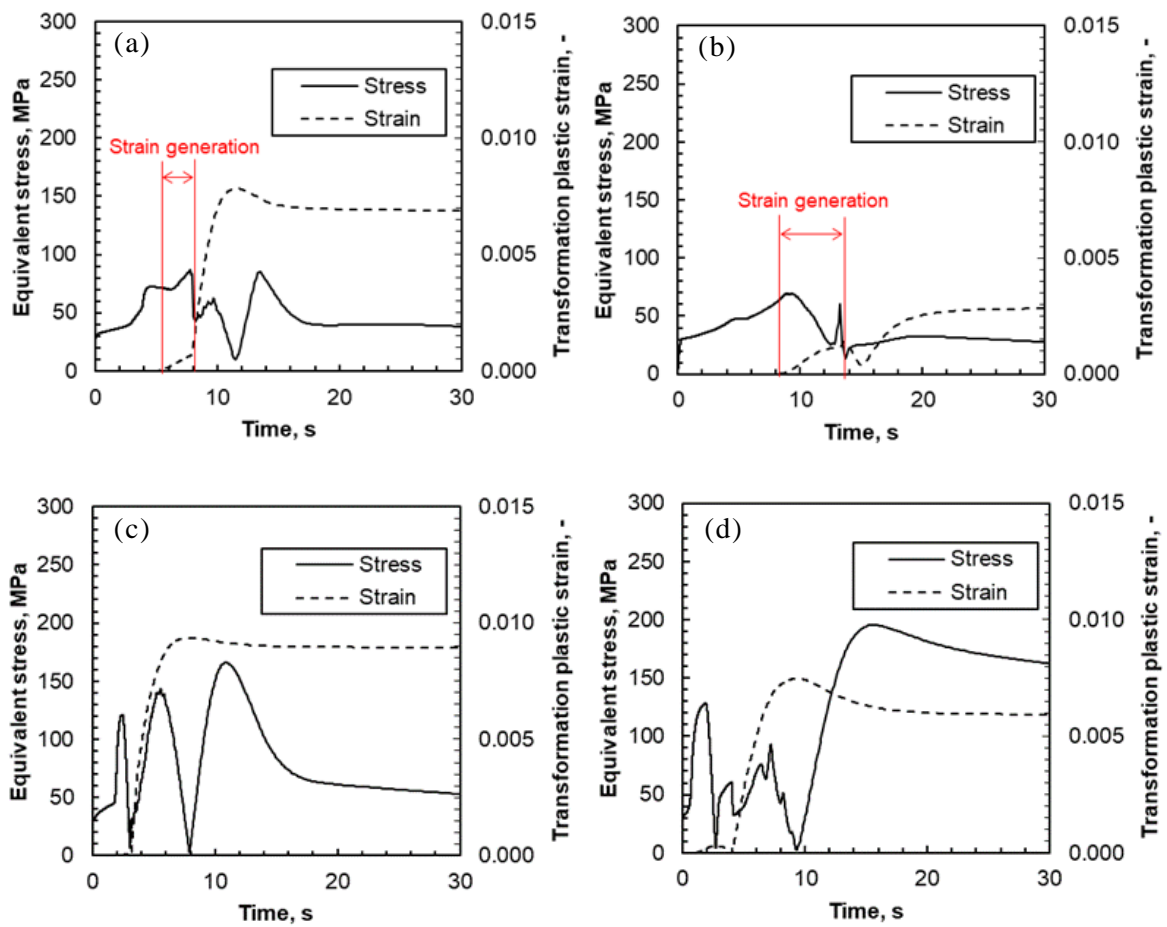 (a)
Equivalent stress, MPa
300
250
200
150
100
50
0
Stress
Strain
Strain generation
0.015
0.010
0.005
0.000
Transformation plastic strain, -
0 10 20 30
Time, s
(b)
Equivalent stress, MPa
300
250
200
150
100
50
0
Stress
Strain
Strain generation
0.015
0.010
0.005
0.000
Transformation plastic strain, -
0 10 20 30
Time, s
(c)
Equivalent stress, MPa
300
250
200
150
100
50
0
Stress
Strain
0.015
0.010
0.005
0.000
Transformation plastic strain, -
0 10 20 30
Time, s
(d)
Equivalent stress, MPa
300
250
200
150
100
50
0
Stress
Strain
0.015
0.010
0.005
0.000
Transformation plastic strain, -
0 10 20 30
Time, s